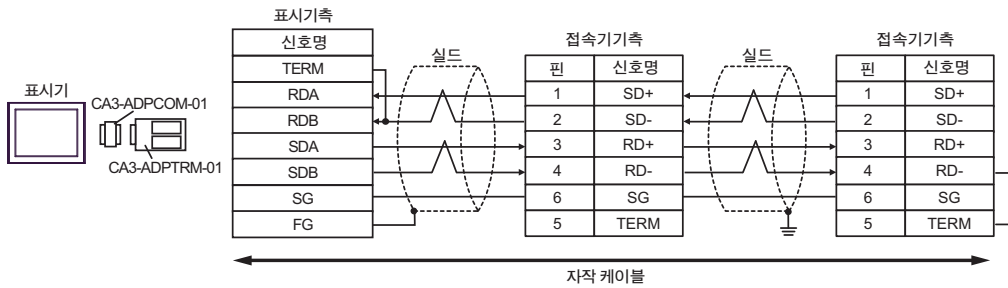 표시기
CA3-ADPCOM-01
CA3-ADPTRM-01
표시기측
신호명
TERM
RDA
RDB
SDA
SDB
SG
FG
실드
접속기기측
핀 신호명
1 SD+
2 SD-
3 RD+
4 RD-
6 SG
5 TERM
실드
접속기기측
핀 신호명
1 SD+
2 SD-
3 RD+
4 RD-
6 SG
5 TERM
자작 케이블